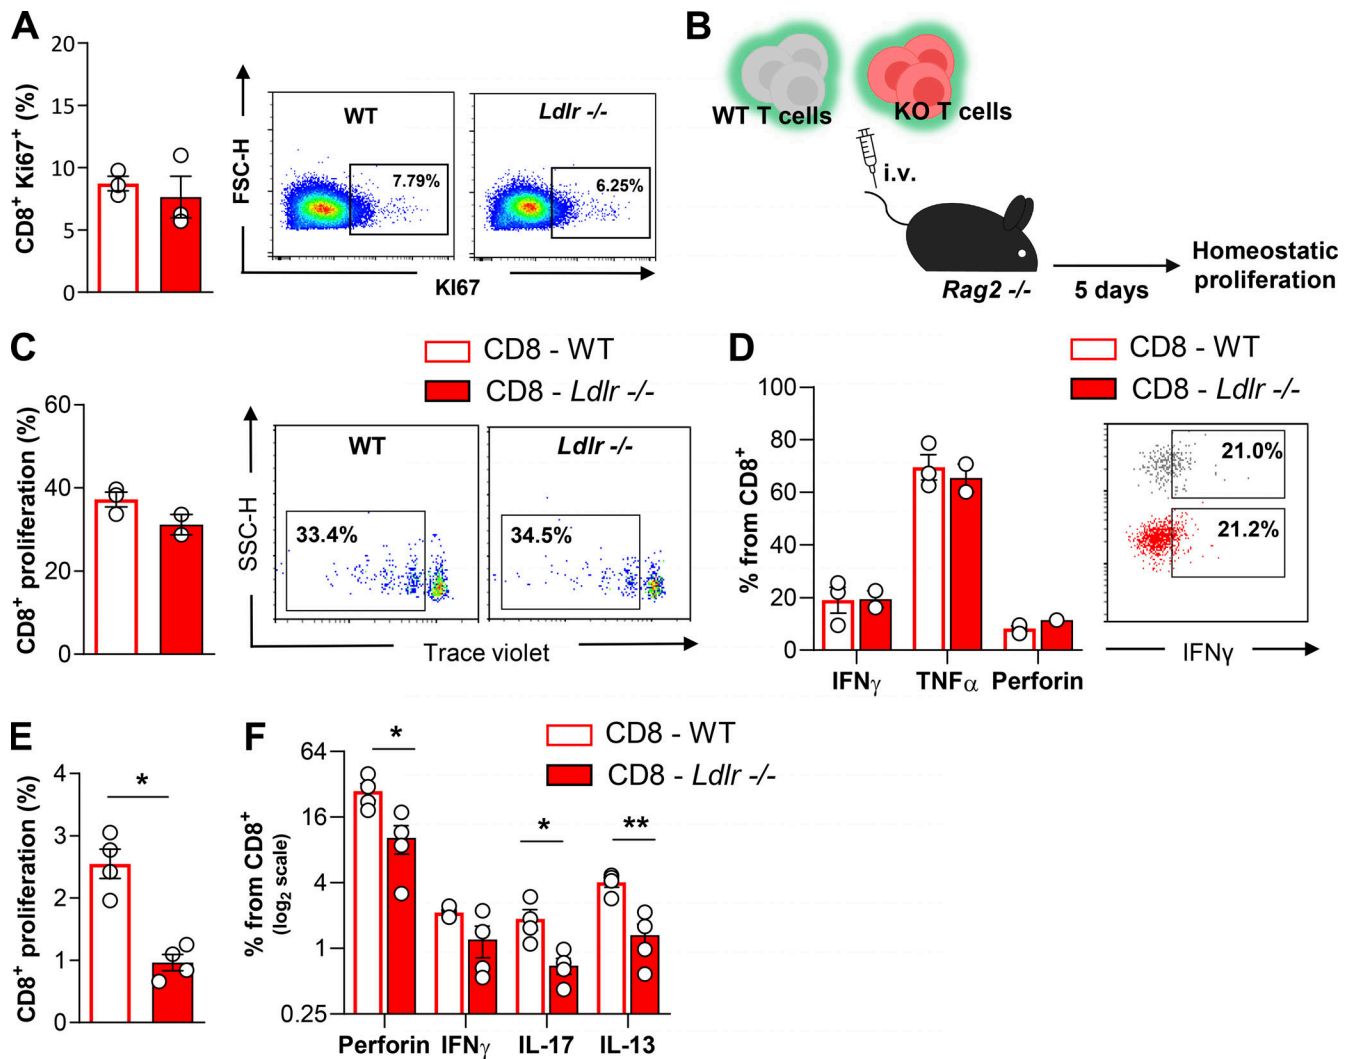 A
CD8⁺ Ki67⁺ (%)
20
15
10
5
0
FSC-H
WT
7.79%
Ldlr -/-
6.25%
KI67
B
WT T cells
KO T cells
i.v.
Rag2 -/-
5 days
Homeostatic
proliferation
C
CD8 - WT
CD8 - Ldlr -/-
CD8⁺ proliferation (%)
60
40
20
0
SSC-H
WT
33.4%
Ldlr -/-
34.5%
Trace violet
D
CD8 - WT
CD8 - Ldlr -/-
% from CD8⁺
100
80
60
40
20
0
IFNγ
TNFα
Perforin
21.0%
21.2%
IFNγ
E
CD8⁺ proliferation (%)
4
3
2
1
0
*
F
CD8 - WT
CD8 - Ldlr -/-
% from CD8⁺
(log₂ scale)
64
16
4
1
0.25
*
*
**
Perforin
IFNγ
IL-17
IL-13